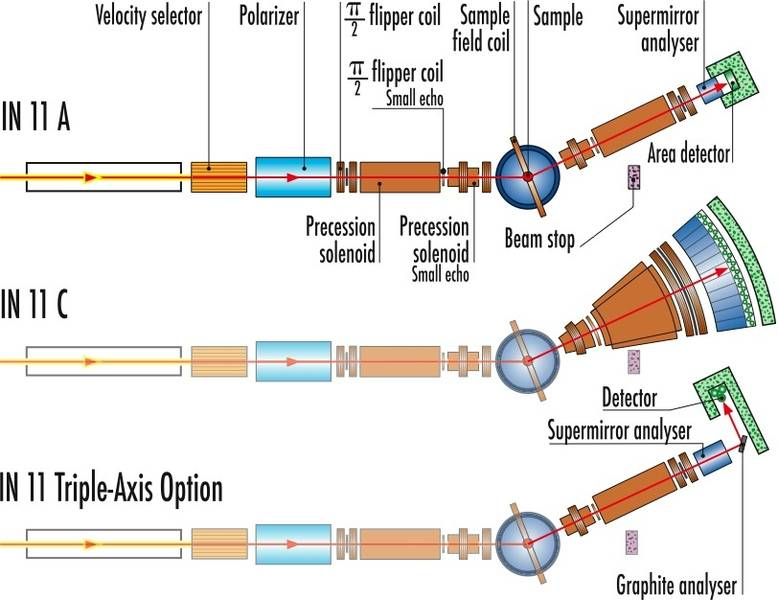 Velocity selector
Polarizer
π/2 flipper coil
Sample
field coil
Sample
Supermirror
analyser
π/2 flipper coil
Small echo
IN 11 A
Area detector
Precession
solenoid
Precession
solenoid
Small echo
Beam stop
IN 11 C
Detector
Supermirror analyser
IN 11 Triple-Axis Option
Graphite analyser